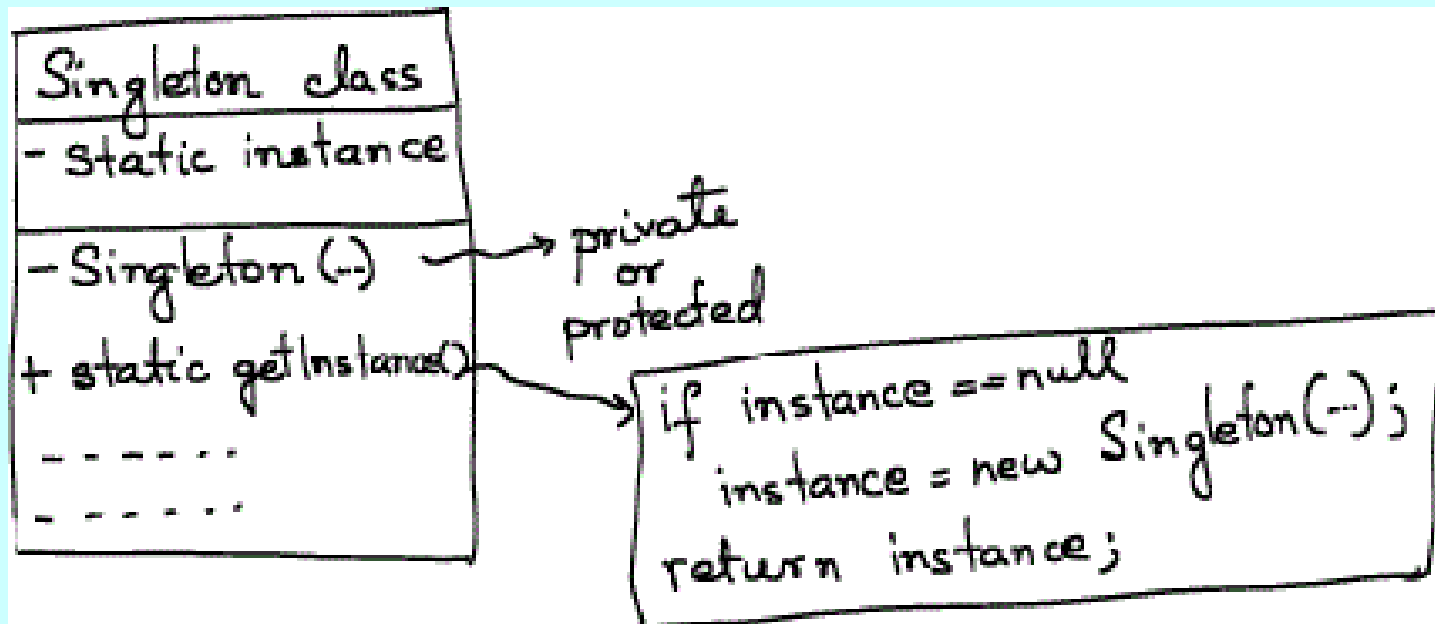 Singleton class
- static instance
- Singleton (...)
private
or
protected
+ static getInstance()
- - - - - -
- - - - - -
if instance == null
instance = new Singleton(...);
return instance;